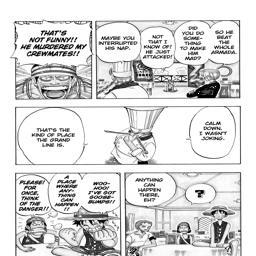 SO HE
BEAT THE
WHOLE
ARMADA.
DID YOU
DO SOME-
THING
TO MAKE
HIM
MAD?
NOT THAT
I KNOW
OF!
HE JUST
ATTACKED!
MAYBE YOU
INTERRUPTED
HIS NAP.
THAT'S
NOT FUNNY!!
HE MURDERED MY
CREWMATES!!
CALM
DOWN.
I WASN'T
JOKING.
THAT'S THE
KIND OF PLACE
THE GRAND
LINE IS.
?
ANYTHING
CAN
HAPPEN
THERE,
EH?
WOO-
HOO!
I'VE GOT
GOOSE-
BUMPS!!
A
PLACE
WHERE
ANY-
THING
CAN
HAPPEN
!!
PLEASE!
FOR
ONCE,
THINK
OF THE
DANGER!!